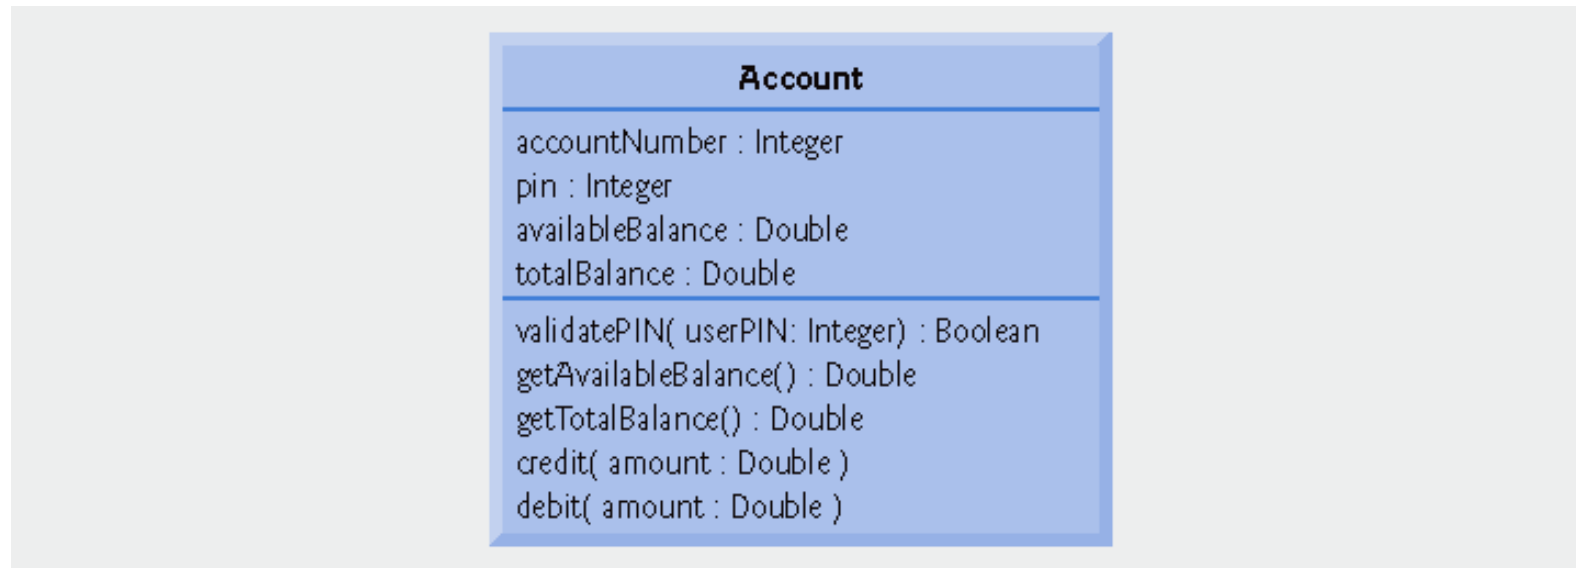 Account
accountNumber : Integer
pin : Integer
availableBalance : Double
totalBalance : Double
validatePIN( userPIN: Integer) : Boolean
getAvailableBalance() : Double
getTotalBalance() : Double
credit( amount : Double )
debit( amount : Double )